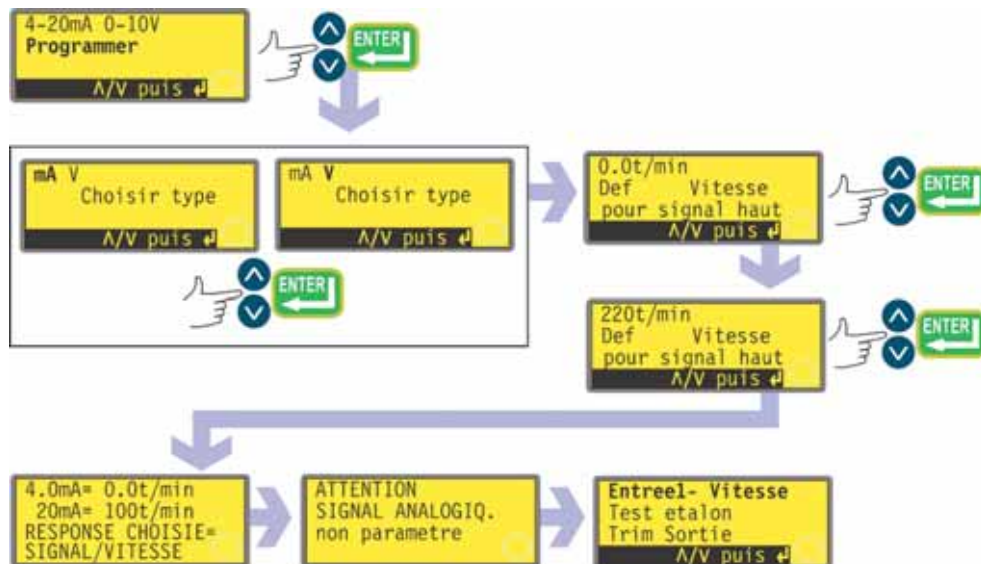 4-20mA 0-10V
Programmer
Λ/V puis ↲
ENTER
mA V
Choisir type
Λ/V puis ↲
mA V
Choisir type
Λ/V puis ↲
ENTER
0.0t/min
Def Vitesse
pour signal haut
Λ/V puis ↲
ENTER
220t/min
Def Vitesse
pour signal haut
Λ/V puis ↲
ENTER
4.0mA= 0.0t/min
20mA= 100t/min
RESPONSE CHOISIE=
SIGNAL/VITESSE
ATTENTION
SIGNAL ANALOGIQ.
non parametre
Entree1- Vitesse
Test etalon
Trim Sortie
Λ/V puis ↲